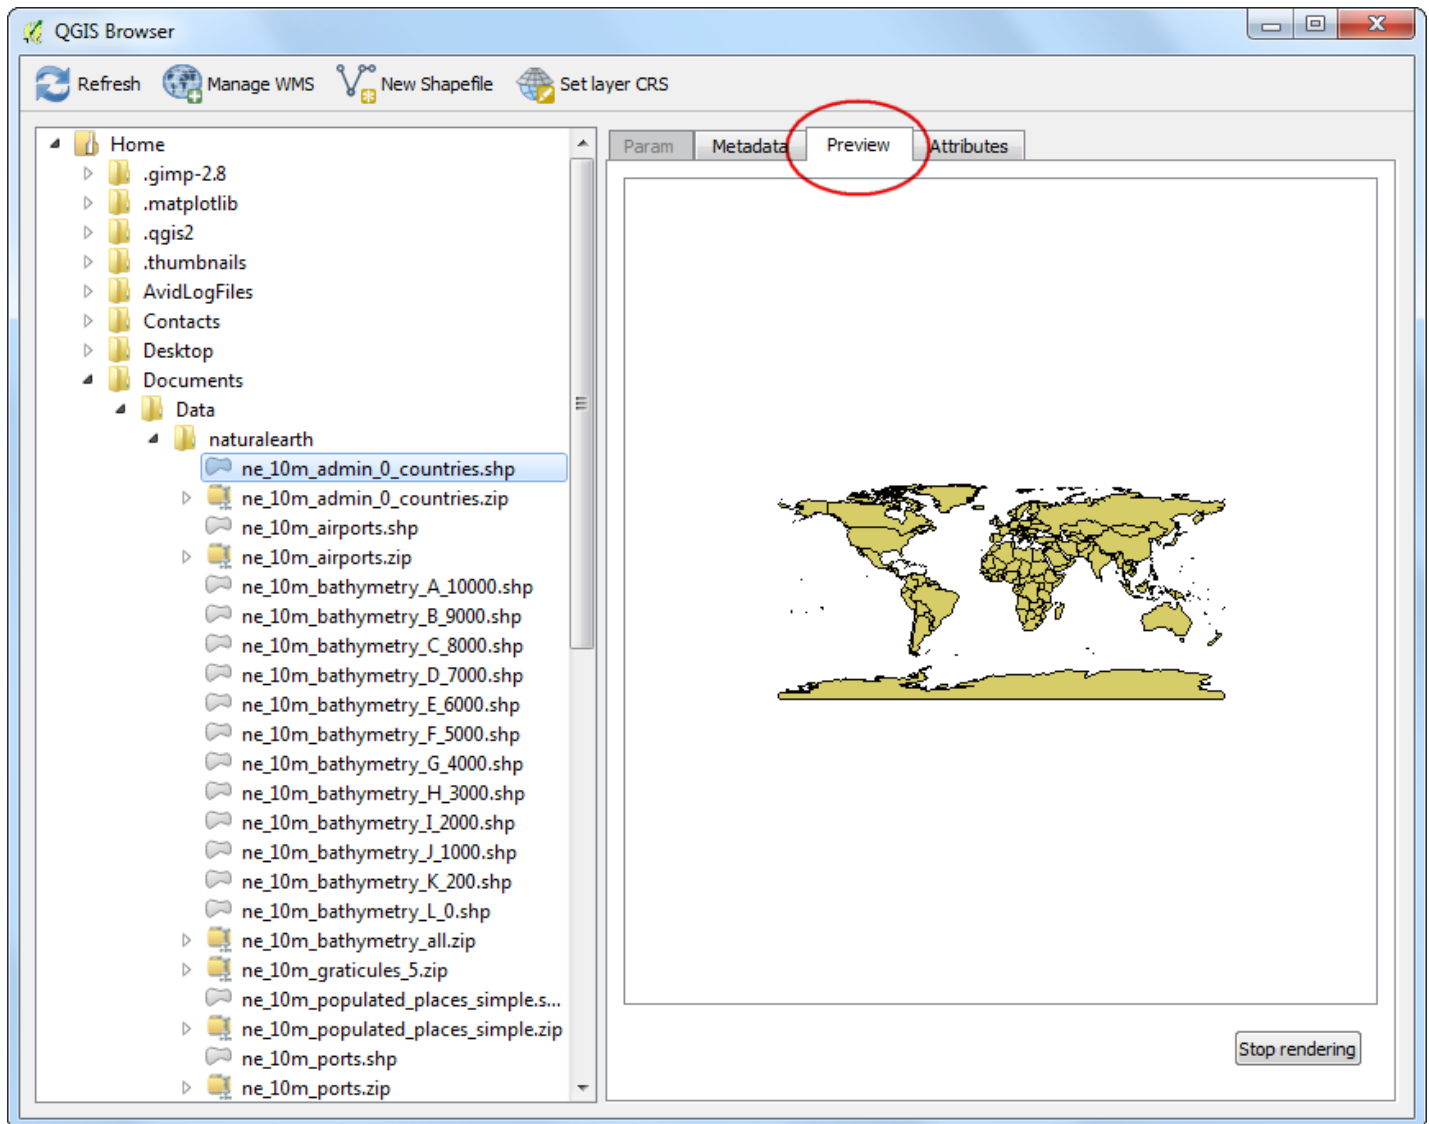 QGIS Browser
Refresh Manage WMS New Shapefile Set layer CRS
Home
.gimp-2.8
.matplotlib
.qgis2
.thumbnails
AvidLogFiles
Contacts
Desktop
Documents
Data
naturalearth
ne_10m_admin_0_countries.shp
ne_10m_admin_0_countries.zip
ne_10m_airports.shp
ne_10m_airports.zip
ne_10m_bathymetry_A_10000.shp
ne_10m_bathymetry_B_9000.shp
ne_10m_bathymetry_C_8000.shp
ne_10m_bathymetry_D_7000.shp
ne_10m_bathymetry_E_6000.shp
ne_10m_bathymetry_F_5000.shp
ne_10m_bathymetry_G_4000.shp
ne_10m_bathymetry_H_3000.shp
ne_10m_bathymetry_I_2000.shp
ne_10m_bathymetry_J_1000.shp
ne_10m_bathymetry_K_200.shp
ne_10m_bathymetry_L_0.shp
ne_10m_bathymetry_all.zip
ne_10m_graticules_5.zip
ne_10m_populated_places_simple.s...
ne_10m_populated_places_simple.zip
ne_10m_ports.shp
ne_10m_ports.zip
Param Metadata Preview Attributes
Stop rendering